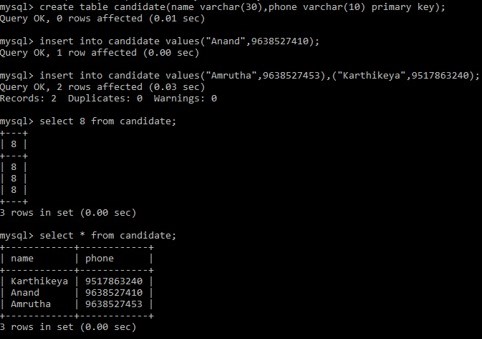 mysql> create table candidate(name varchar(30),phone varchar(10) primary key);
Query OK, 0 rows affected (0.01 sec)
mysql> insert into candidate values("Anand",9638527410);
Query OK, 1 row affected (0.00 sec)
mysql> insert into candidate values("Amrutha",9638527453),("Karthikeya",9517863240);
Query OK, 2 rows affected (0.03 sec)
Records: 2  Duplicates: 0  Warnings: 0
mysql> select 8 from candidate;
+---+
| 8 |
+---+
| 8 |
| 8 |
| 8 |
+---+
3 rows in set (0.00 sec)
mysql> select * from candidate;
+------------+------------+
| name       | phone      |
+------------+------------+
| Karthikeya | 9517863240 |
| Anand      | 9638527410 |
| Amrutha    | 9638527453 |
+------------+------------+
3 rows in set (0.00 sec)